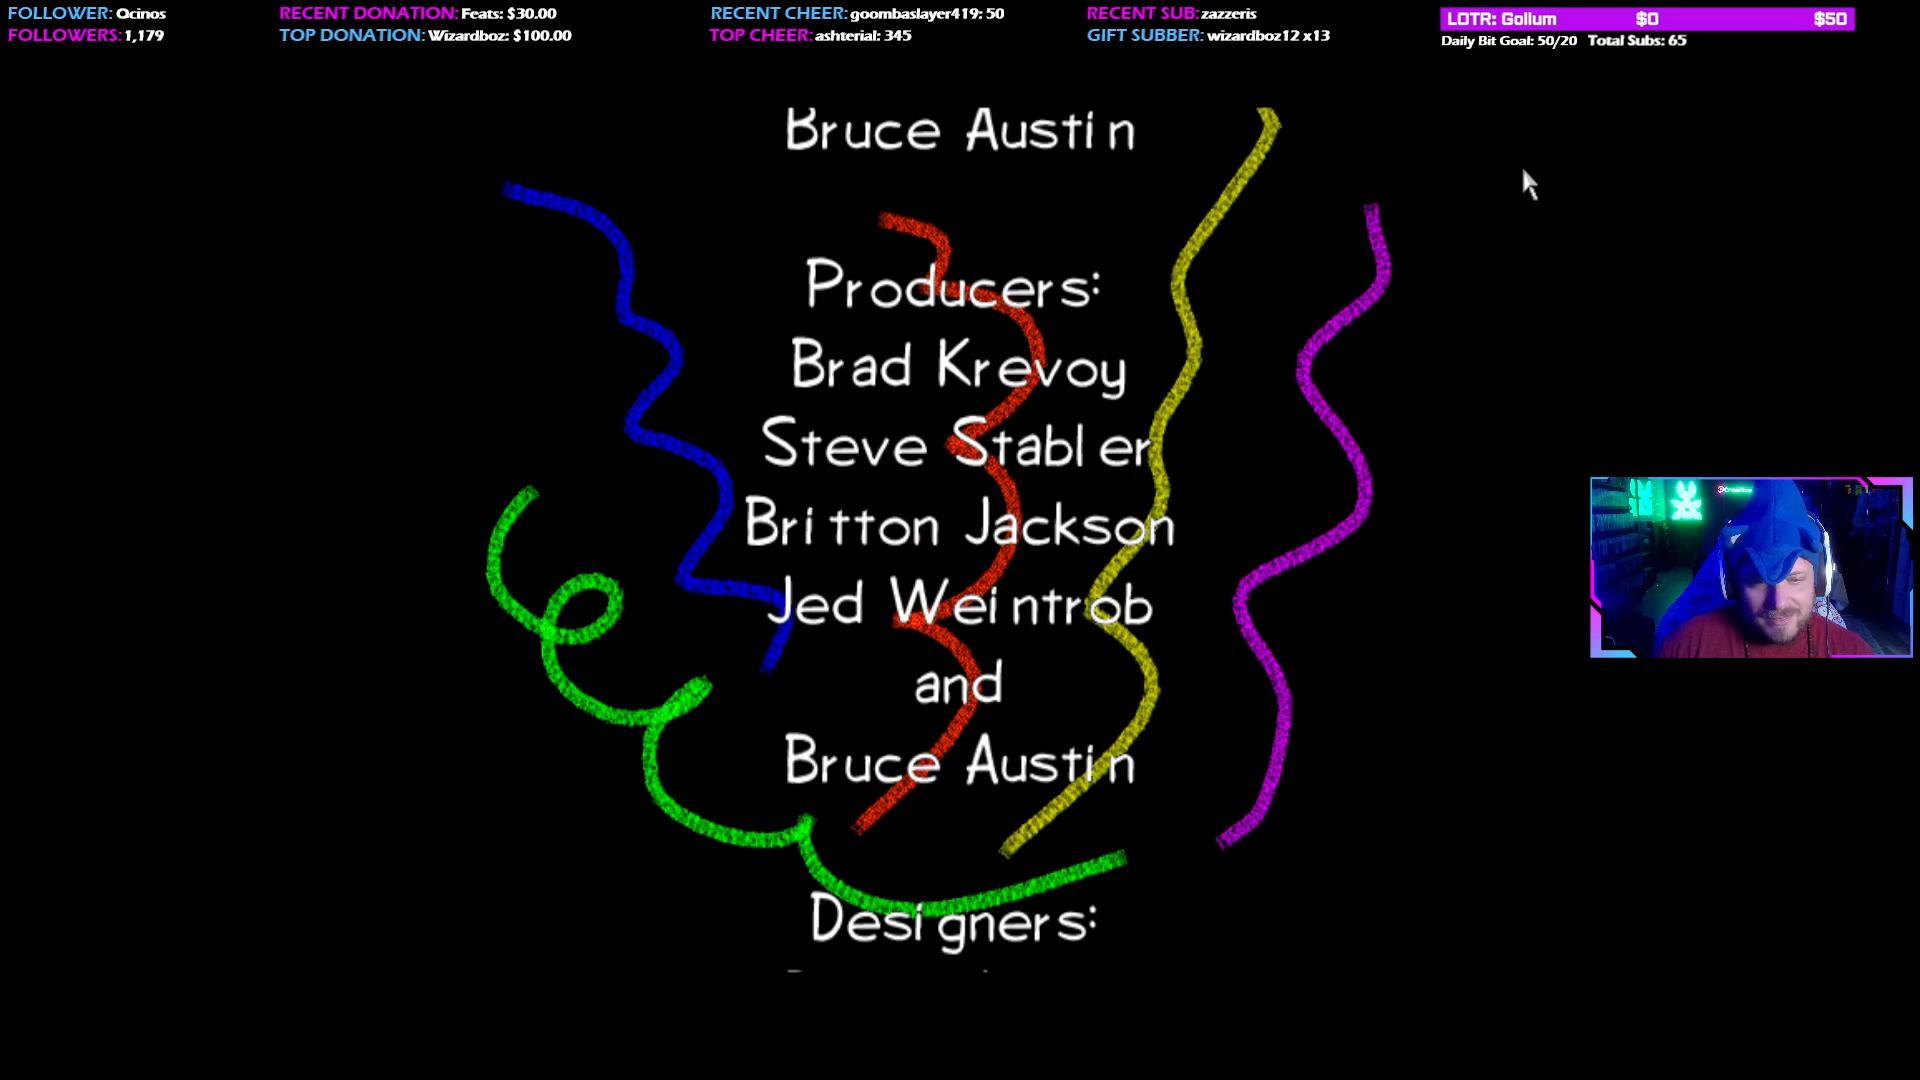 FOLLOWER: Ocinos
FOLLOWERS: 1,179
RECENT DONATION: Feats: $30.00
TOP DONATION: Wizardboz: $100.00
RECENT CHEER: goombaslayer419: 50
TOP CHEER: ashterial: 345
RECENT SUB: zazzeris
GIFT SUBBER: wizardboz12 x13
LOTR: Gollum $0 $50
Daily Bit Goal: 50/20 Total Subs: 65
Bruce Austin
Producers:
Brad Krevoy
Steve Stabler
Britton Jackson
Jed Weintrob
and
Bruce Austin
Designers: